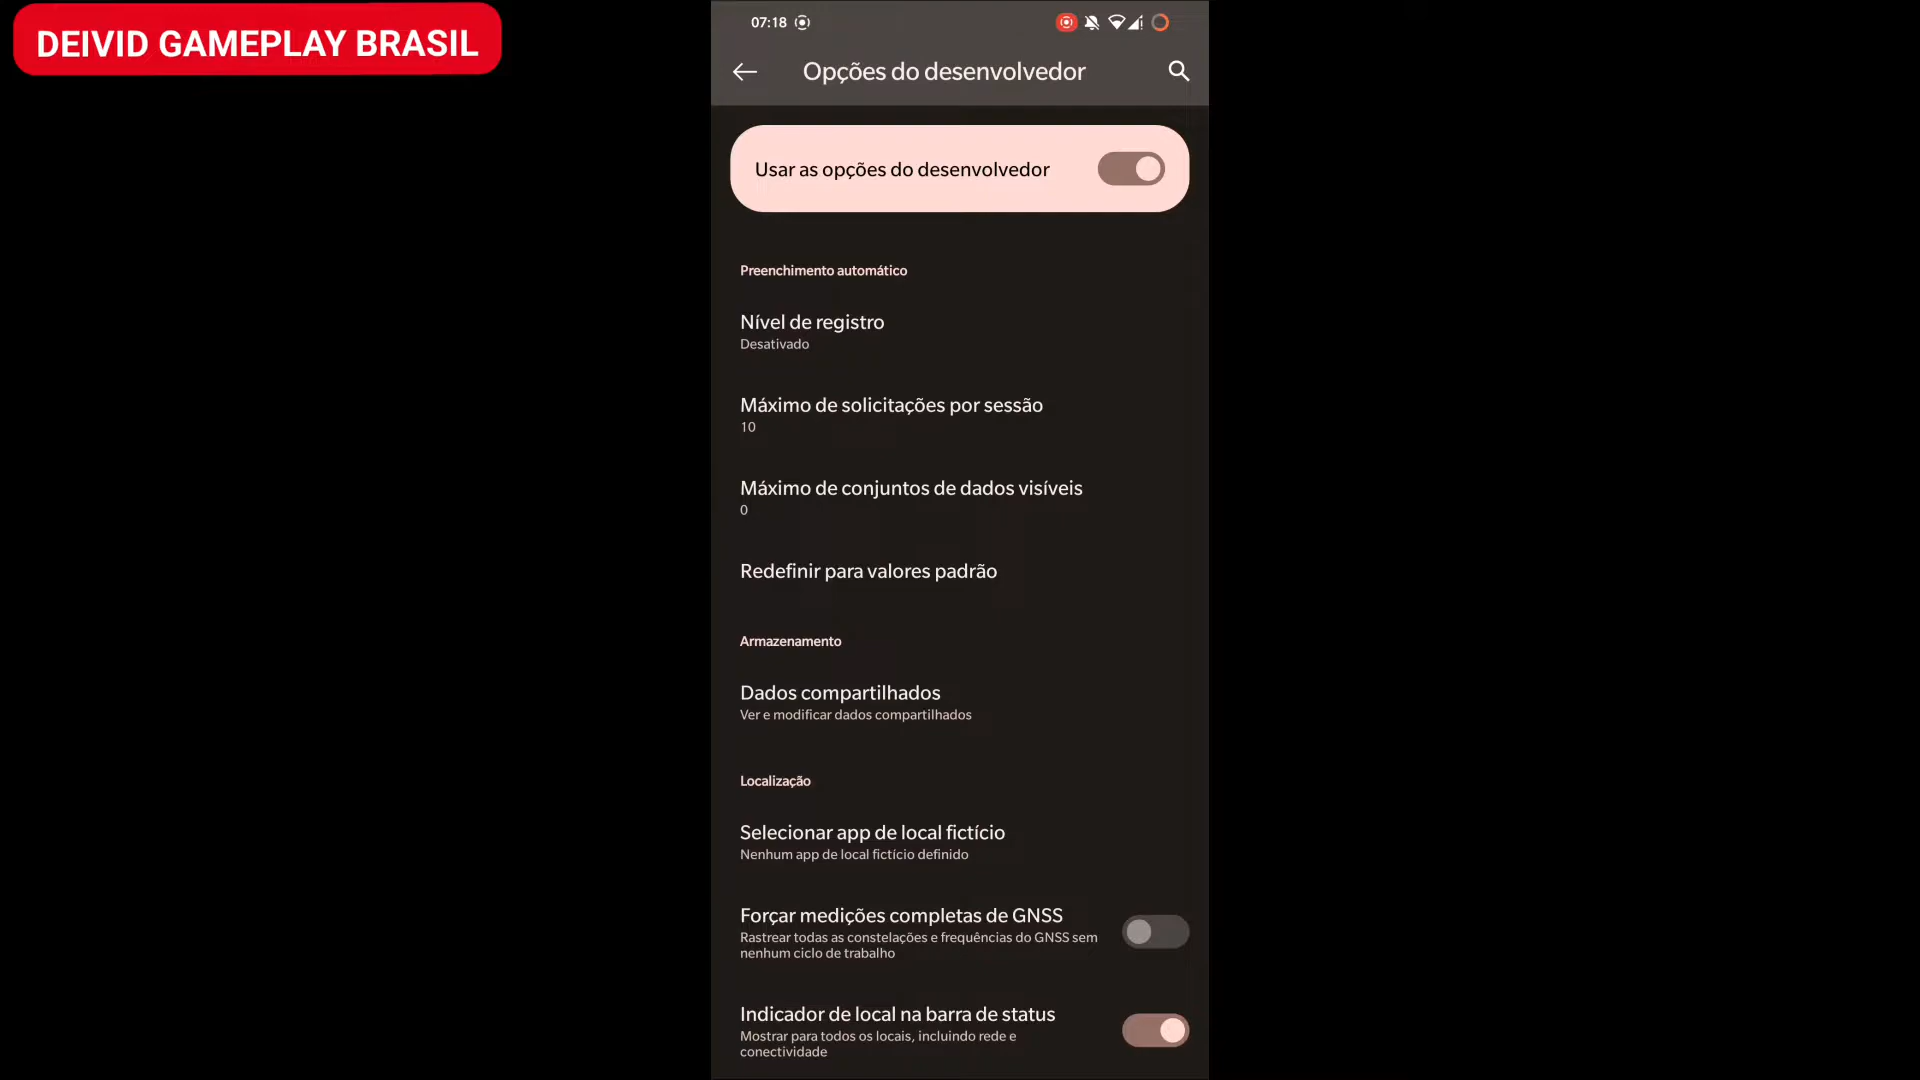 DEIVID GAMEPLAY BRASIL
07:18
Opções do desenvolvedor
Usar as opções do desenvolvedor
Preenchimento automático
Nível de registro
Desativado
Máximo de solicitações por sessão
10
Máximo de conjuntos de dados visíveis
0
Redefinir para valores padrão
Armazenamento
Dados compartilhados
Ver e modificar dados compartilhados
Localização
Selecionar app de local fictício
Nenhum app de local fictício definido
Forçar medições completas de GNSS
Rastrear todas as constelações e frequências do GNSS sem
nenhum ciclo de trabalho
Indicador de local na barra de status
Mostrar para todos os locais, incluindo rede e
conectividade